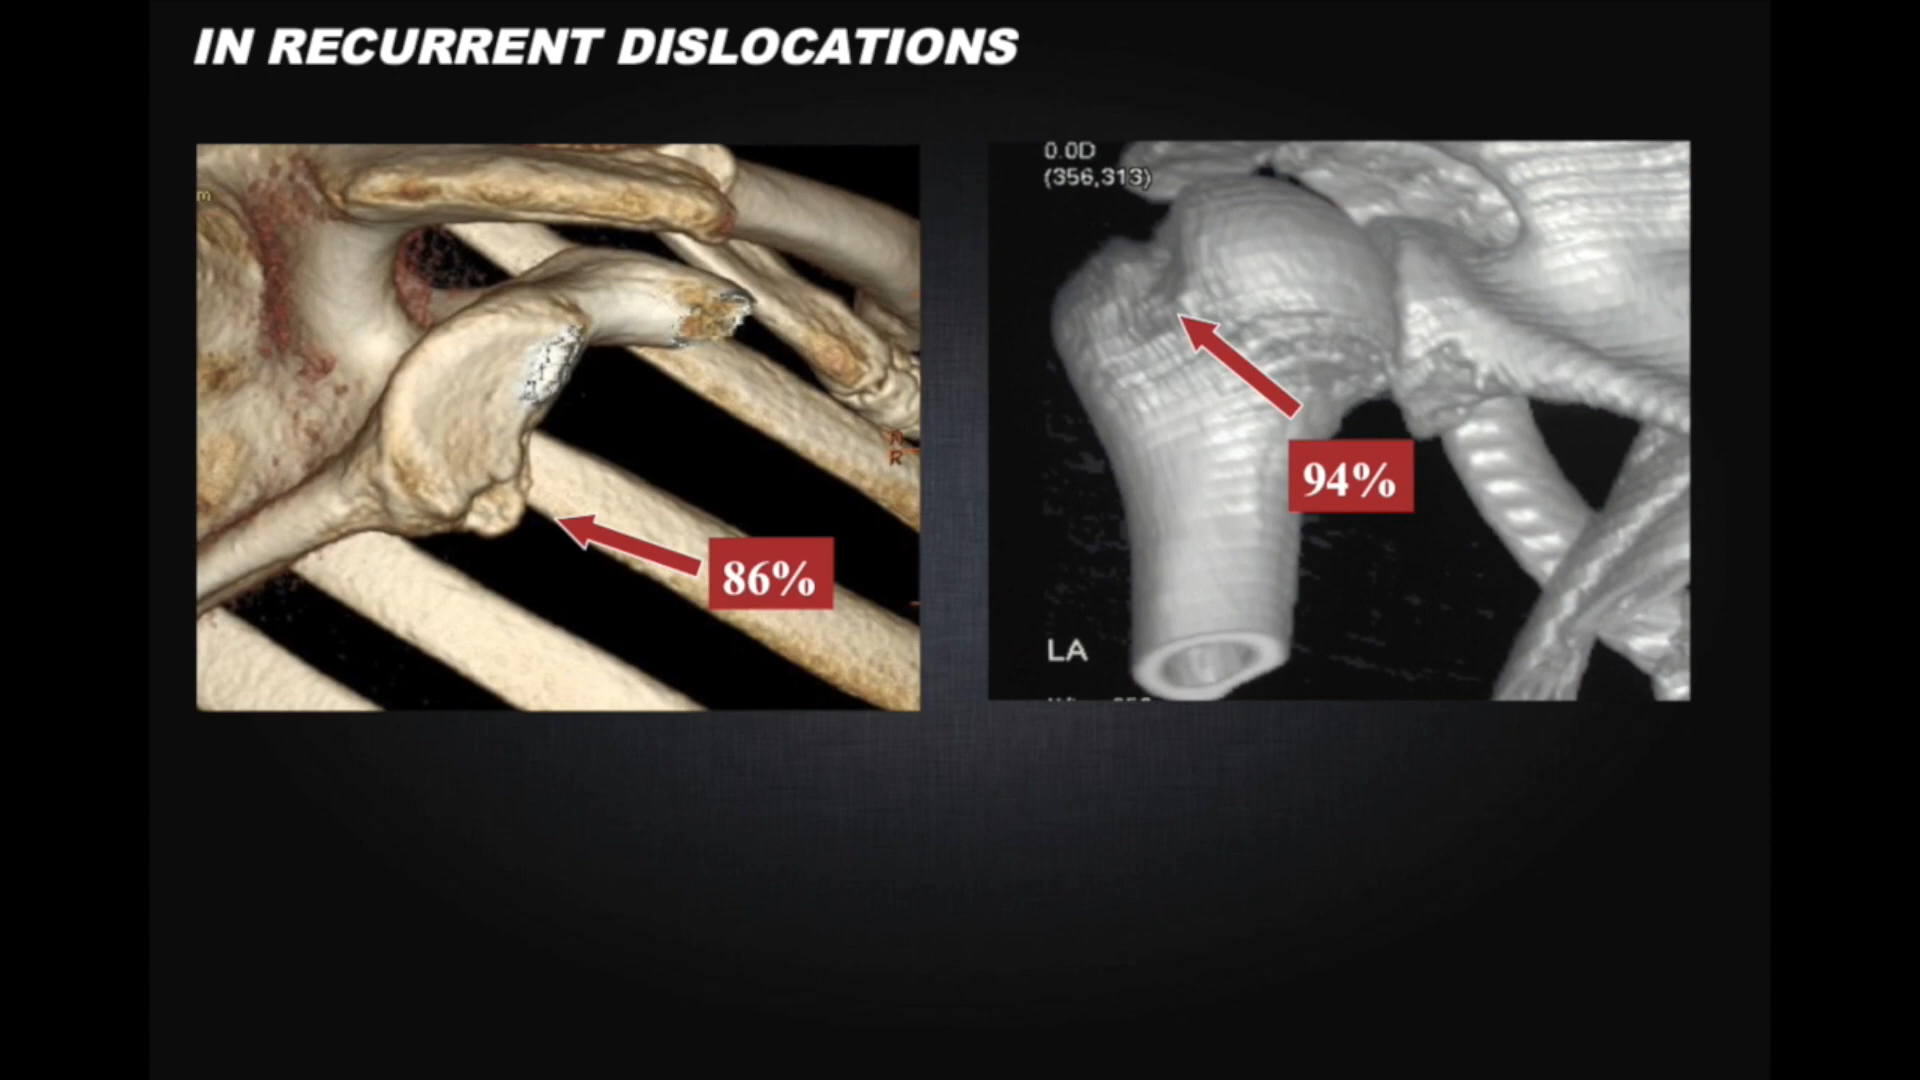 IN RECURRENT DISLOCATIONS
m
R
86%
0.0D
(356,313)
94%
LA